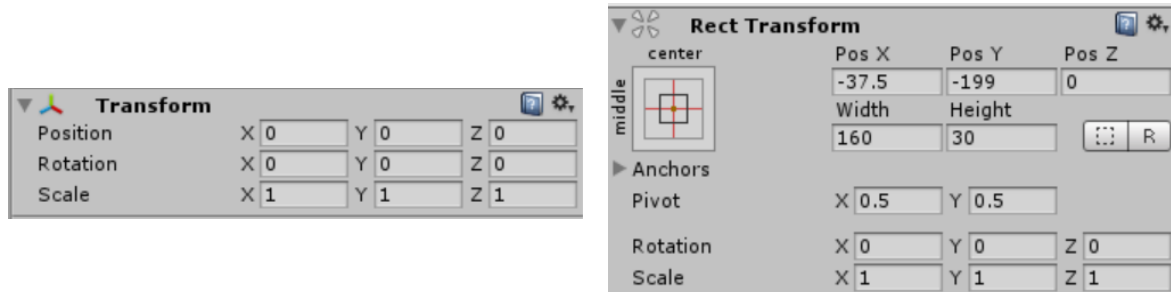 Transform
Position X 0 Y 0 Z 0
Rotation X 0 Y 0 Z 0
Scale X 1 Y 1 Z 1
Rect Transform
center Pos X Pos Y Pos Z
middle
-37.5 -199 0
Width Height
160 30 R
Anchors
Pivot X 0.5 Y 0.5
Rotation X 0 Y 0 Z 0
Scale X 1 Y 1 Z 1